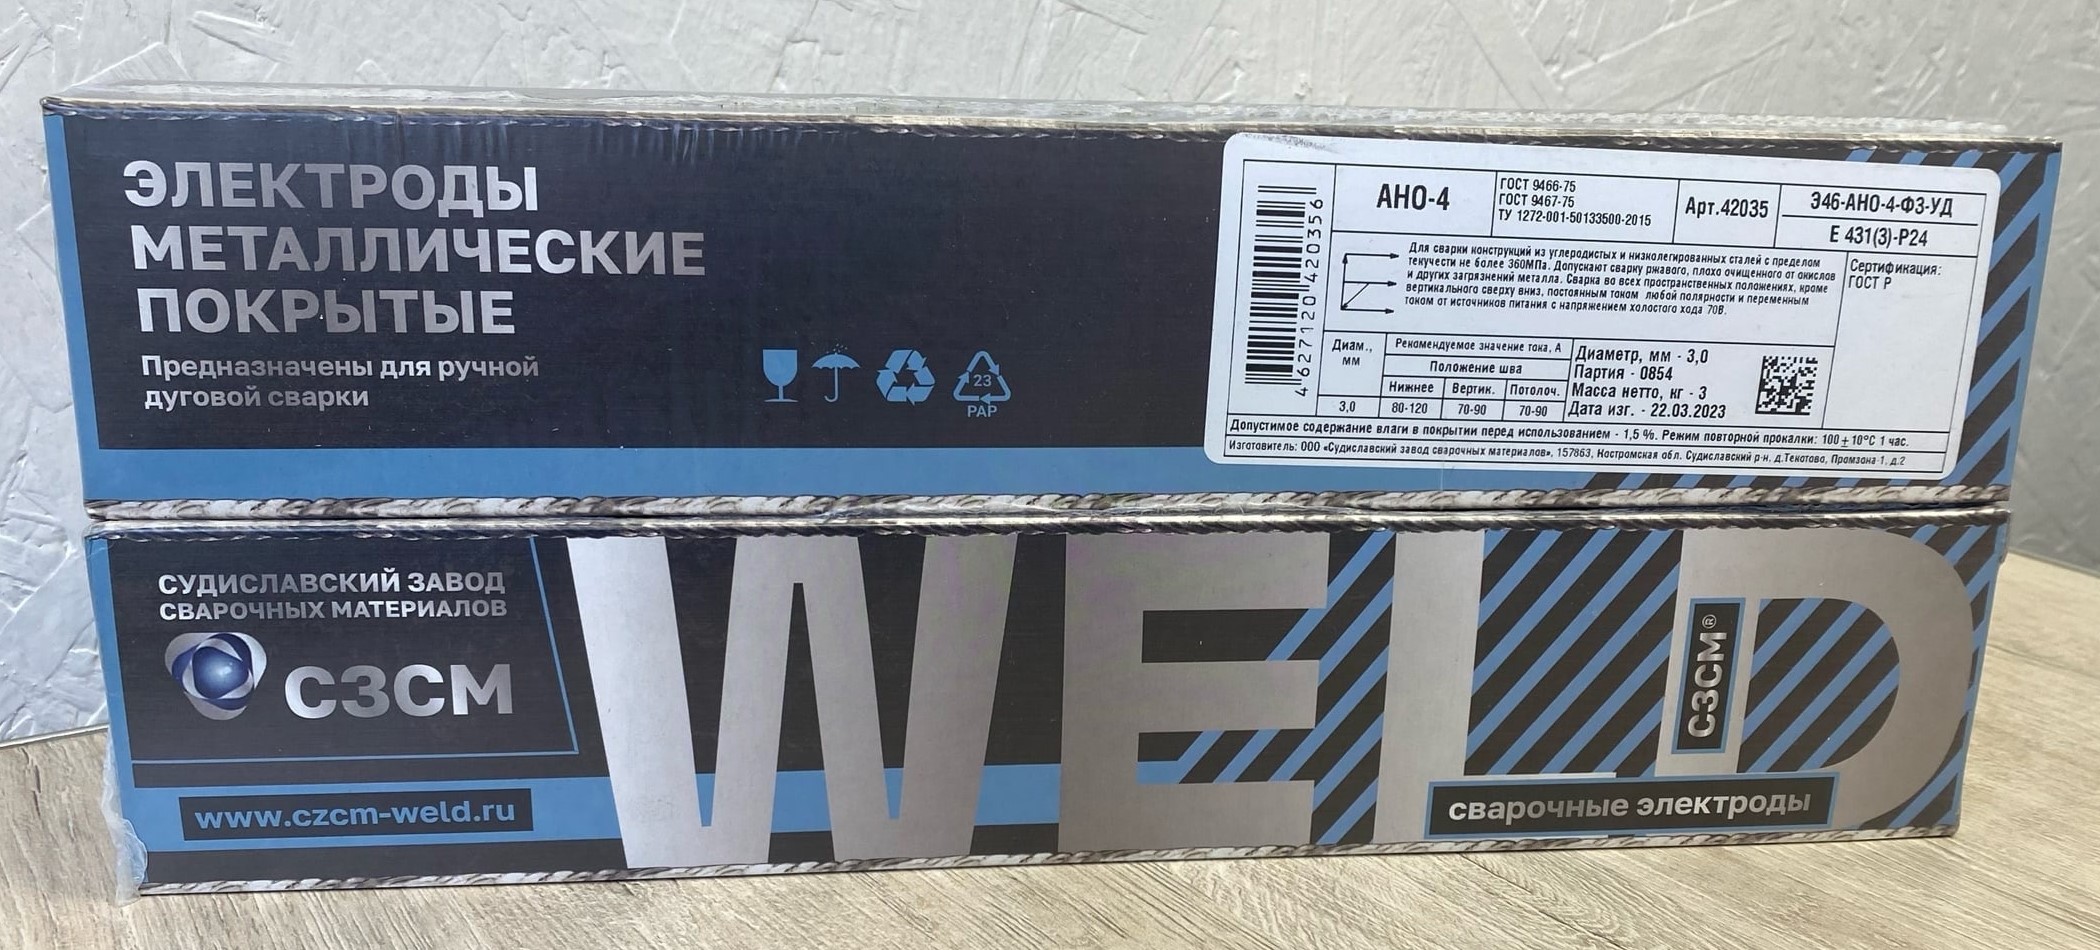 ЭЛЕКТРОДЫ
МЕТАЛЛИЧЕСКИЕ
ПОКРЫТЫЕ
Предназначены для ручной
дуговой сварки
23
PAP
4627120420356
АНО-4
ГОСТ 9466-75
ГОСТ 9467-75
ТУ 1272-001-50133500-2015
Арт.42035
Э46-АНО-4-Ф3-УД
Е 431(3)-Р24
Для сварки конструкций из углеродистых и низколегированных сталей с пределом
текучести не более 360МПа. Допускают сварку ржавого, плохо очищенного от окислов
и других загрязнений металла. Сварка во всех пространственных положениях, кроме
вертикального сверху вниз, постоянным током любой полярности и переменным
током от источников питания с напряжением холостого хода 70В.
Сертификация:
ГОСТ Р
Диам.,
мм
Рекомендуемое значение тока, А
Положение шва
Нижнее Вертик. Потолоч.
3,0 80-120 70-90 70-90
Диаметр, мм - 3,0
Партия - 0854
Масса нетто, кг - 3
Дата изг. - 22.03.2023
Допустимое содержание влаги в покрытии перед использованием - 1,5 %. Режим повторной прокалки: 100±10°С 1 час.
Изготовитель: ООО «Судиславский завод сварочных материалов», 157863, Костромская обл. Судиславский р-н, д.Текотово, Промзона 1, д.2
СУДИСЛАВСКИЙ ЗАВОД
СВАРОЧНЫХ МАТЕРИАЛОВ
СЗСМ
www.czcm-weld.ru
WELD
СЗСМ®
сварочные электроды